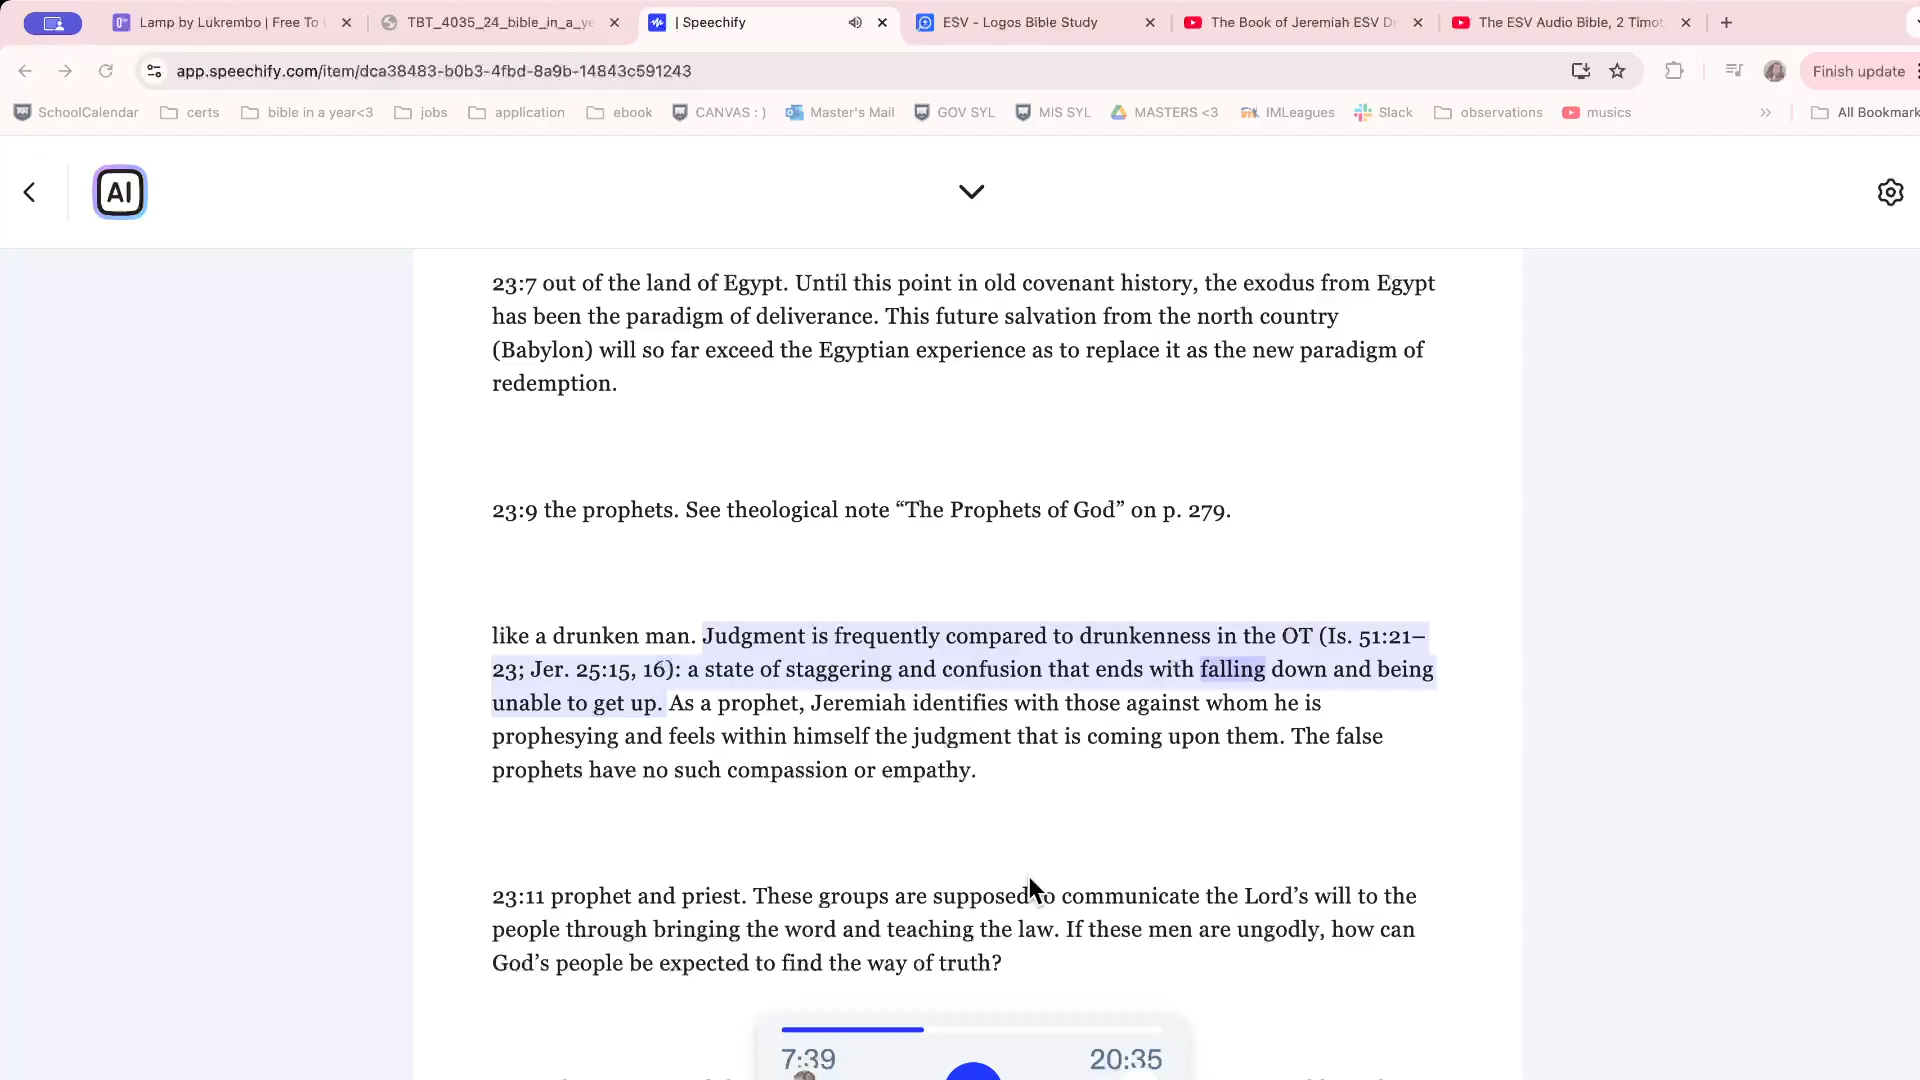 Lamp by Lukrembo | Free To
TBT_4035_24_bible_in_a_ye
| Speechify
ESV - Logos Bible Study
The Book of Jeremiah ESV Dr
The ESV Audio Bible, 2 Timot
app.speechify.com/item/dca38483-b0b3-4fbd-8a9b-14843c591243
Finish update
SchoolCalendar
certs
bible in a year<3
jobs
application
ebook
CANVAS : )
Master's Mail
GOV SYL
MIS SYL
MASTERS <3
IMLeagues
Slack
observations
musics
All Bookmark
AI
23:7 out of the land of Egypt. Until this point in old covenant history, the exodus from Egypt
has been the paradigm of deliverance. This future salvation from the north country
(Babylon) will so far exceed the Egyptian experience as to replace it as the new paradigm of
redemption.
23:9 the prophets. See theological note “The Prophets of God” on p. 279.
like a drunken man. Judgment is frequently compared to drunkenness in the OT (Is. 51:21–
23; Jer. 25:15, 16): a state of staggering and confusion that ends with falling down and being
unable to get up. As a prophet, Jeremiah identifies with those against whom he is
prophesying and feels within himself the judgment that is coming upon them. The false
prophets have no such compassion or empathy.
23:11 prophet and priest. These groups are supposed to communicate the Lord’s will to the
people through bringing the word and teaching the law. If these men are ungodly, how can
God’s people be expected to find the way of truth?
7:39
20:35